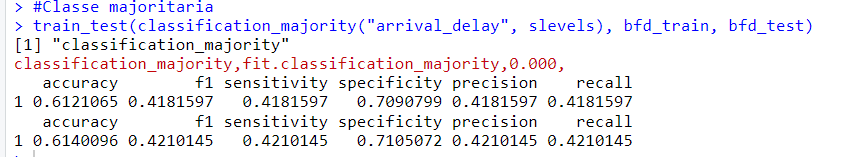 > #Classe majoritaria
> train_test(classification_majority("arrival_delay", slevels), bfd_train, bfd_test)
[1] "classification_majority"
classification_majority,fit.classification_majority,0.000,
   accuracy        f1 sensitivity specificity precision    recall
1 0.6121065 0.4181597   0.4181597   0.7090799 0.4181597 0.4181597
   accuracy        f1 sensitivity specificity precision    recall
1 0.6140096 0.4210145   0.4210145   0.7105072 0.4210145 0.4210145